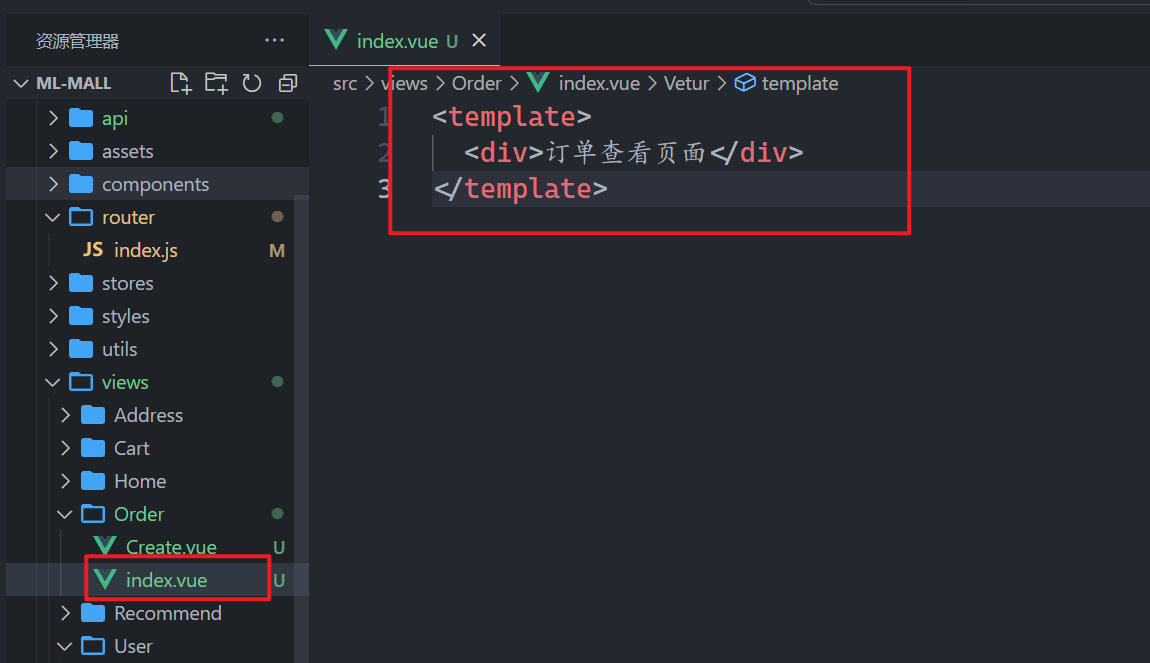 资源管理器 ···
index.vue U
ML-MALL
src > views > Order > index.vue > Vetur > template
api
assets
components
router
JS index.js M
stores
styles
utils
views
Address
Cart
Home
Order
Create.vue U
index.vue U
Recommend
User
1 <template>
2 <div>订单查看页面</div>
3 </template>